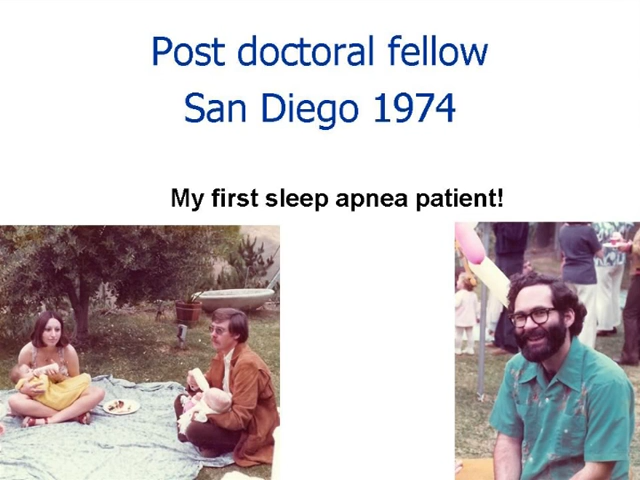 Post doctoral fellow
San Diego 1974
My first sleep apnea patient!